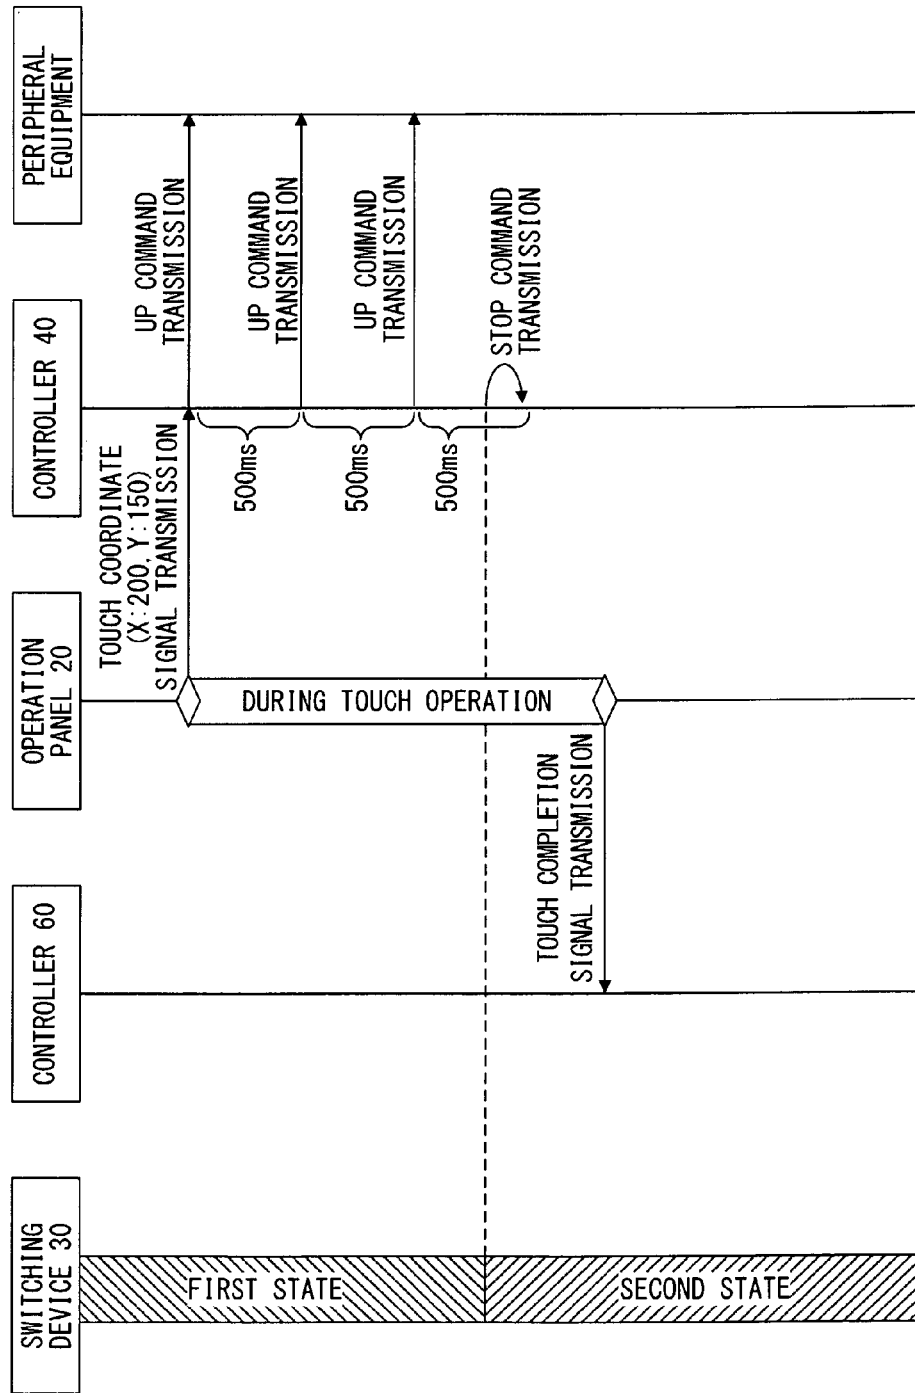 SWITCHING
DEVICE 30
CONTROLLER 60
OPERATION
PANEL 20
CONTROLLER 40
PERIPHERAL
EQUIPMENT
TOUCH COORDINATE
(X:200, Y:150)
SIGNAL TRANSMISSION
UP COMMAND
TRANSMISSION
500ms
UP COMMAND
TRANSMISSION
500ms
UP COMMAND
TRANSMISSION
500ms
STOP COMMAND
TRANSMISSION
DURING TOUCH OPERATION
TOUCH COMPLETION
SIGNAL TRANSMISSION
FIRST STATE
SECOND STATE